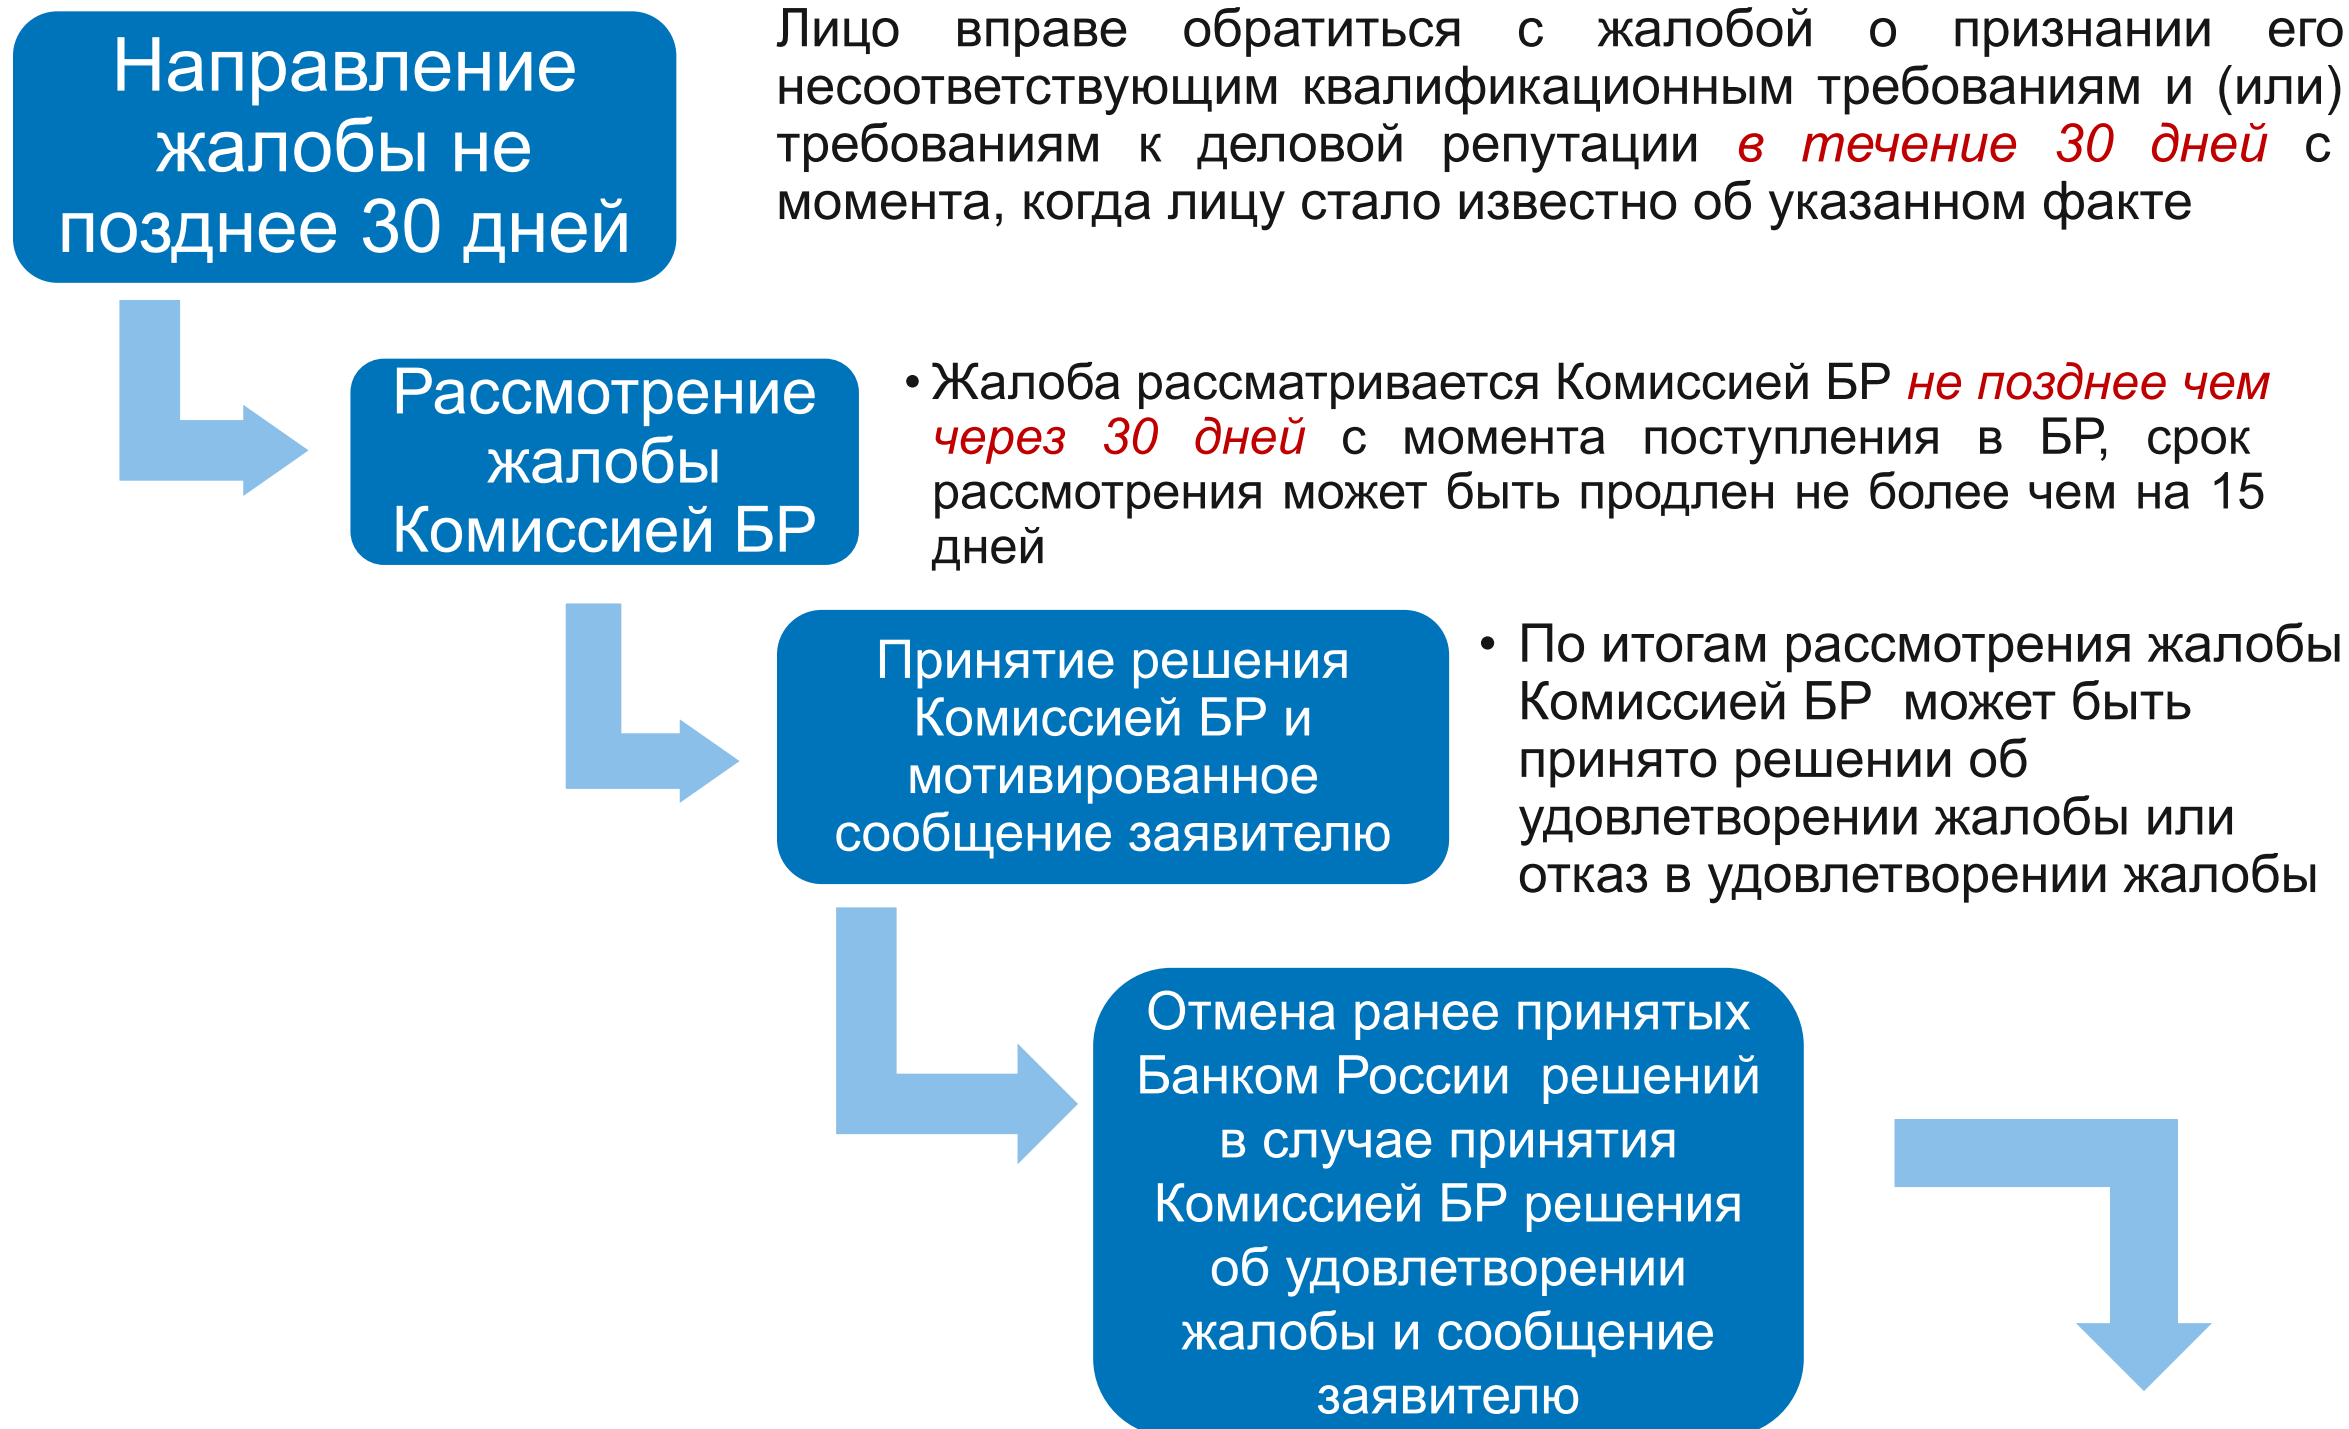 Направление
жалобы не
позднее 30 дней
Лицо вправе обратиться с жалобой о признании его
несоответствующим квалификационным требованиям и (или)
требованиям к деловой репутации в течение 30 дней с
момента, когда лицу стало известно об указанном факте
Рассмотрение
жалобы
Комиссией БР
• Жалоба рассматривается Комиссией БР не позднее чем
через 30 дней с момента поступления в БР, срок
рассмотрения может быть продлен не более чем на 15
дней
Принятие решения
Комиссией БР и
мотивированное
сообщение заявителю
• По итогам рассмотрения жалобы
Комиссией БР может быть
принято решении об
удовлетворении жалобы или
отказ в удовлетворении жалобы
Отмена ранее принятых
Банком России решений
в случае принятия
Комиссией БР решения
об удовлетворении
жалобы и сообщение
заявителю